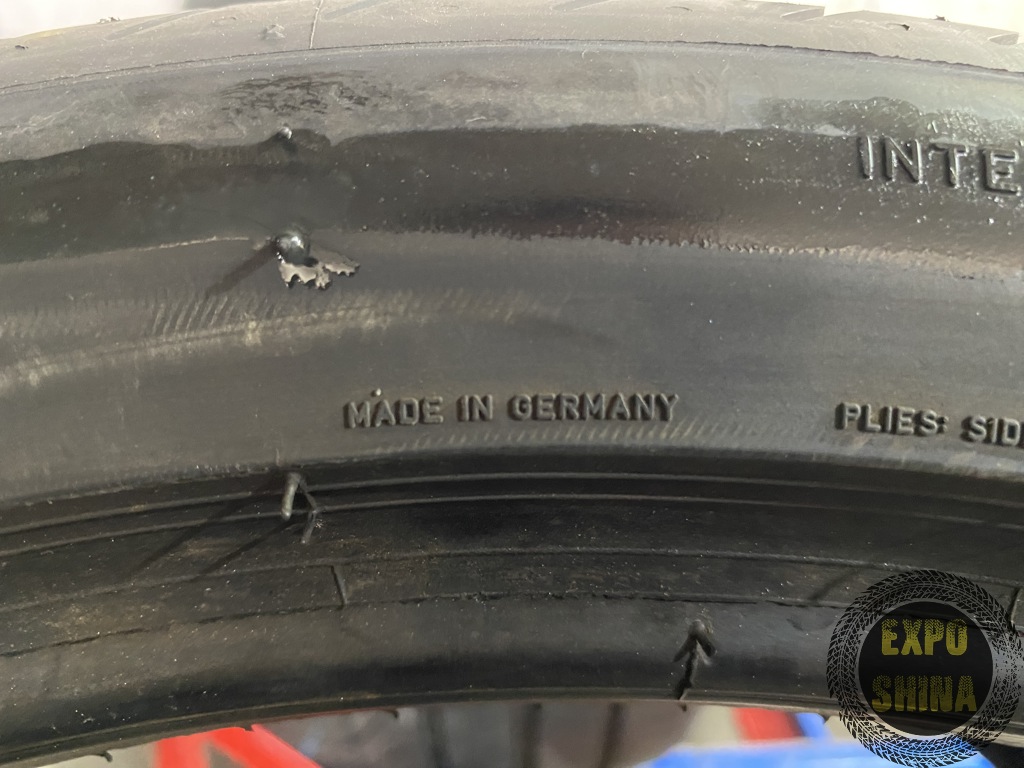 INTE
MADE IN GERMANY
PLIES: SID
EXPO
SHINA